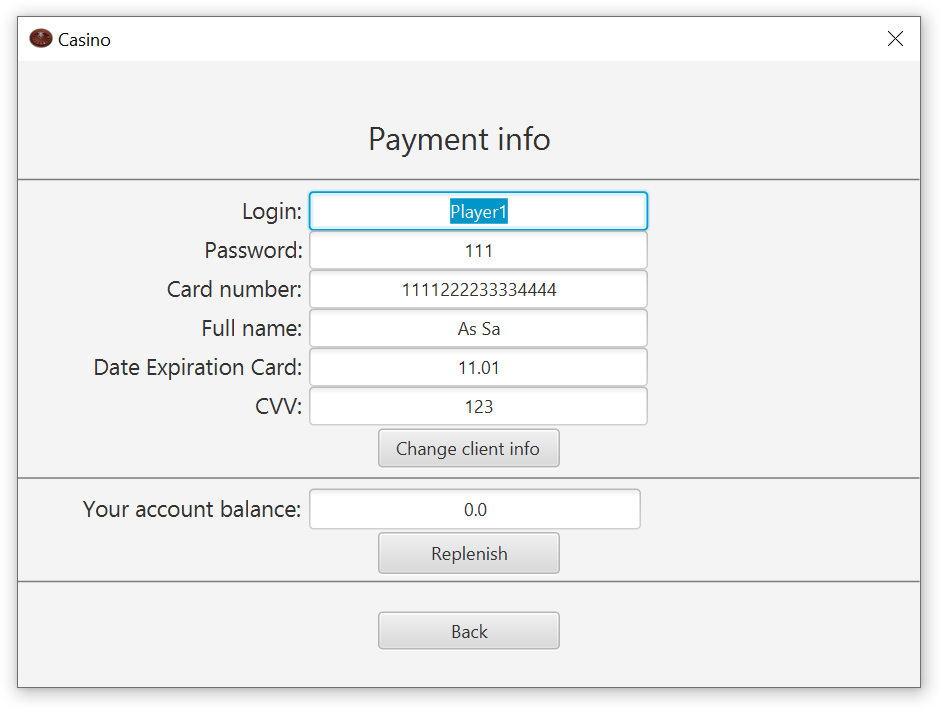 Casino
Payment info
Login: Player1
Password: 111
Card number: 1111222233334444
Full name: As Sa
Date Expiration Card: 11.01
CVV: 123
Change client info
Your account balance: 0.0
Replenish
Back